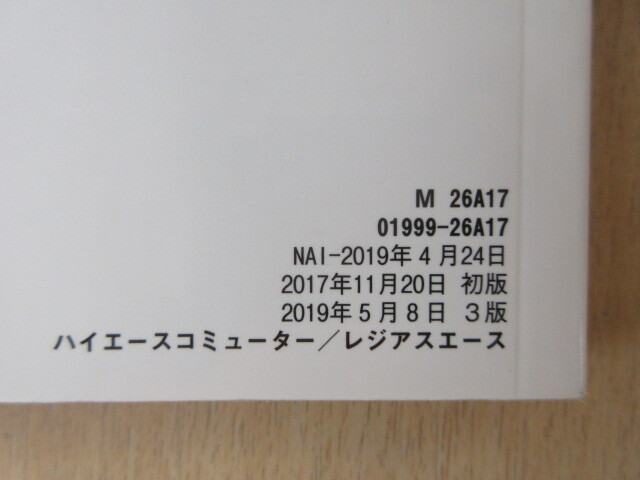 M 26A17
01999-26A17
NAI-2019年4月24日
2017年11月20日 初版
2019年5月8日 3版
ハイエースコミューター／レジアスエース